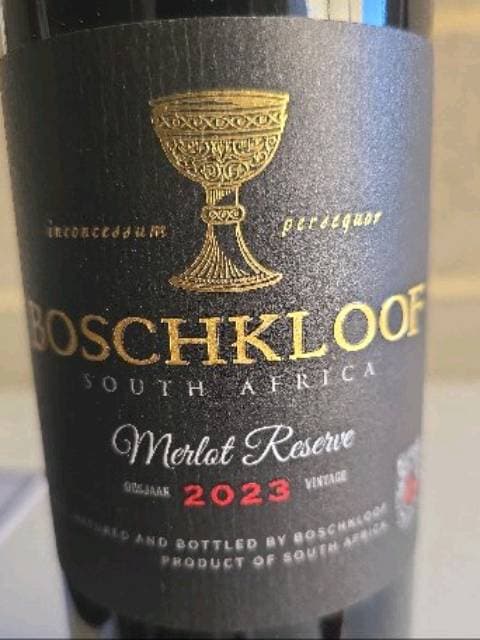 inconcessum persequor
BOSCHKLOOF
SOUTH AFRICA
Merlot Reserve
OESJAAR 2023 VINTAGE
MATURED AND BOTTLED BY BOSCHKLOOF
PRODUCT OF SOUTH AFRICA